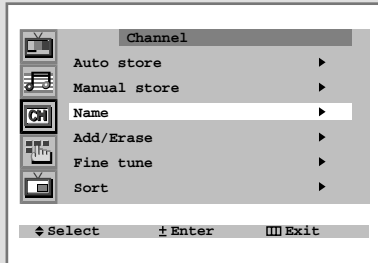 Channel
Auto store
Manual store
CH Name
Add/Erase
Fine tune
Sort
Select ± Enter Exit